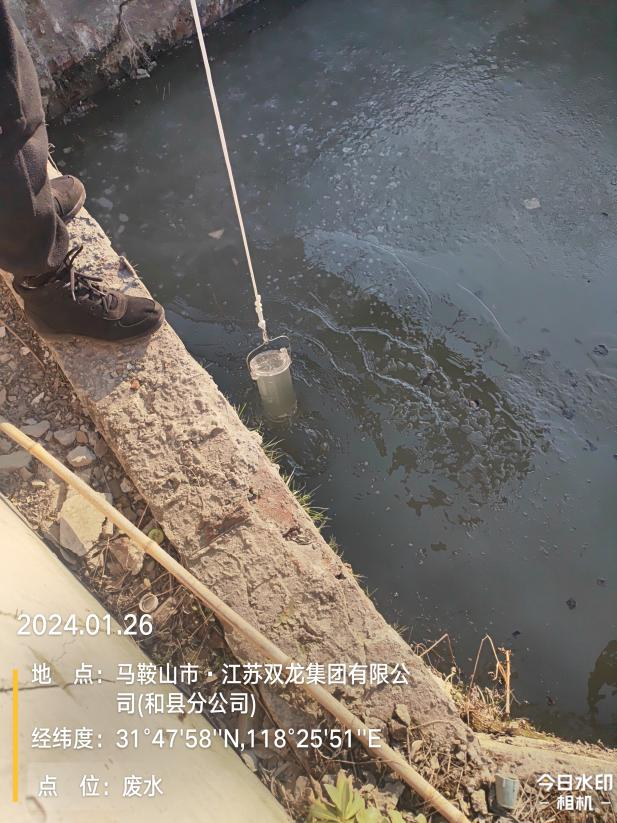 2024.01.26
地 点：马鞍山市·江苏双龙集团有限公
司(和县分公司)
经纬度：31°47'58"N,118°25'51"E
点 位：废水
今日水印
-相机-